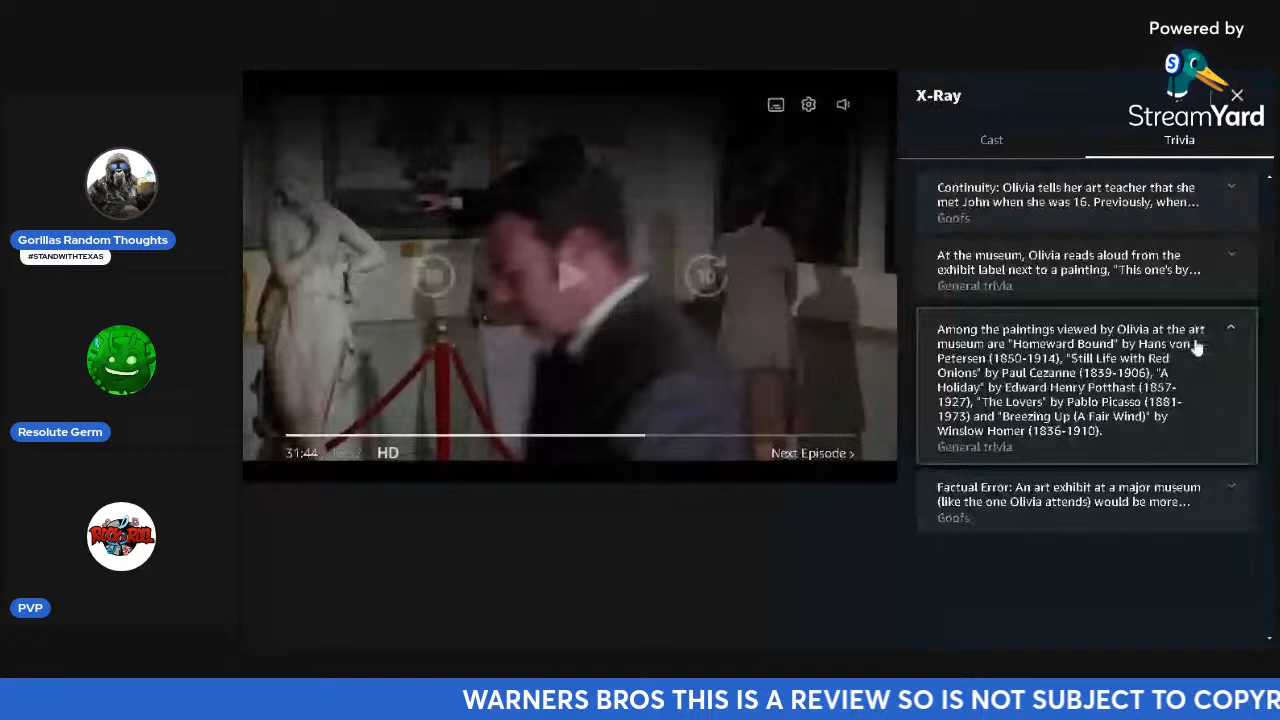 Powered by
S
StreamYard
X-Ray
Cast
Trivia
Continuity: Olivia tells her art teacher that she
met John when she was 16. Previously, when...
Goofs
At the museum, Olivia reads aloud from the
exhibit label next to a painting, "This one's by...
General trivia
Among the paintings viewed by Olivia at the art
museum are "Homeward Bound" by Hans von
Petersen (1850-1914), "Still Life with Red
Onions" by Paul Cezanne (1839-1906), "A
Holiday" by Edward Henry Potthast (1857-
1927), "The Lovers" by Pablo Picasso (1881-
1973) and "Breezing Up (A Fair Wind)" by
Winslow Homer (1836-1910).
General trivia
Factual Error: An art exhibit at a major museum
(like the one Olivia attends) would be more...
Goofs
Gorillas Random Thoughts
#STANDWITHTEXAS
Resolute Germ
PVP
10
31:44
HD
Next Episode
WARNERS BROS THIS IS A REVIEW SO IS NOT SUBJECT TO COPYR